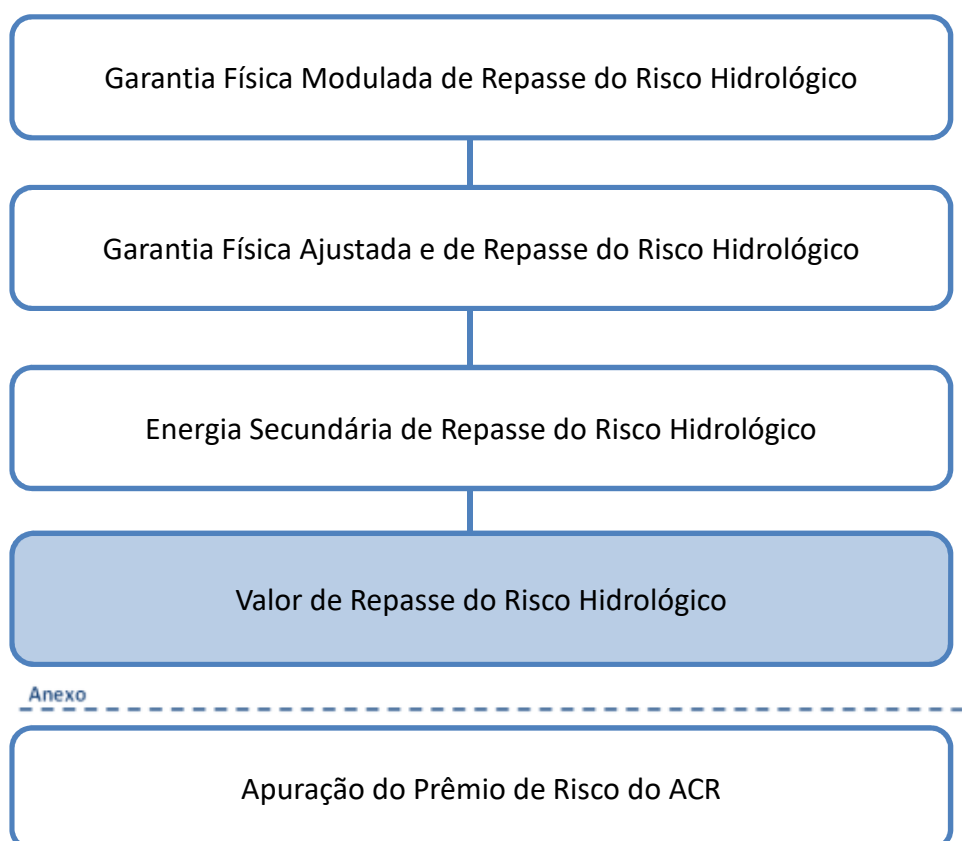 Garantia Física Modulada de Repasse do Risco Hidrológico
Garantia Física Ajustada e de Repasse do Risco Hidrológico
Energia Secundária de Repasse do Risco Hidrológico
Valor de Repasse do Risco Hidrológico
Anexo
Apuração do Prêmio de Risco do ACR